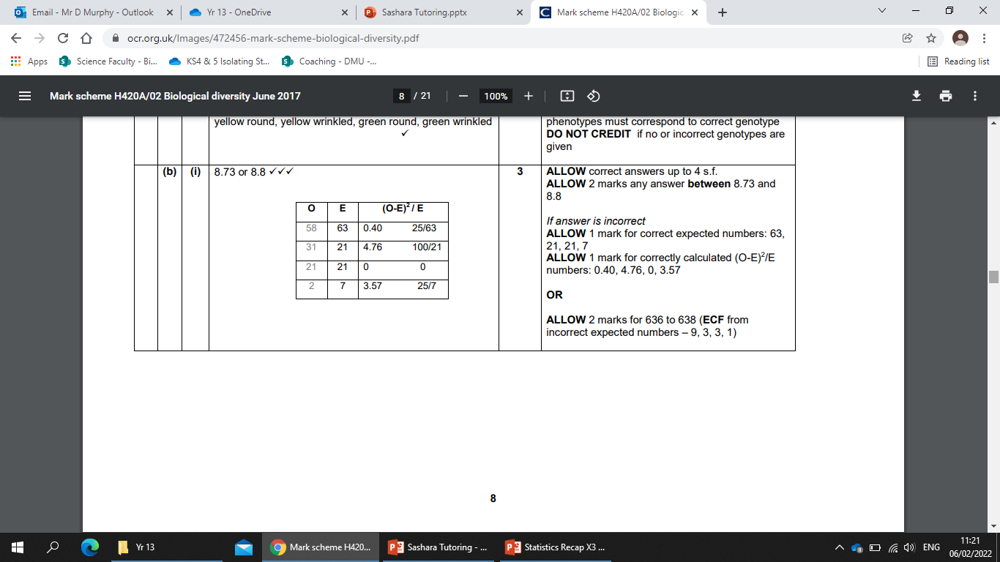 Email - Mr D Murphy - Outlook
Yr 13 - OneDrive
Sashara Tutoring.pptx
Mark scheme H420A/02 Biologic
ocr.org.uk/Images/472456-mark-scheme-biological-diversity.pdf
Apps
Science Faculty - Bi...
KS4 & 5 Isolating St...
Coaching - DMU -...
Reading list
Mark scheme H420A/02 Biological diversity June 2017
8 / 21
100%
yellow round, yellow wrinkled, green round, green wrinkled
✓
phenotypes must correspond to correct genotype
DO NOT CREDIT if no or incorrect genotypes are
given
(b) (i) 8.73 or 8.8 ✓✓✓
O E (O-E)² / E
58 63 0.40 25/63
31 21 4.76 100/21
21 21 0 0
2 7 3.57 25/7
3
ALLOW correct answers up to 4 s.f.
ALLOW 2 marks any answer between 8.73 and
8.8
If answer is incorrect
ALLOW 1 mark for correct expected numbers: 63,
21, 21, 7
ALLOW 1 mark for correctly calculated (O-E)²/E
numbers: 0.40, 4.76, 0, 3.57
OR
ALLOW 2 marks for 636 to 638 (ECF from
incorrect expected numbers – 9, 3, 3, 1)
8
Yr 13
Mark scheme H420...
Sashara Tutoring - ...
Statistics Recap X3 ...
ENG
11:21
06/02/2022